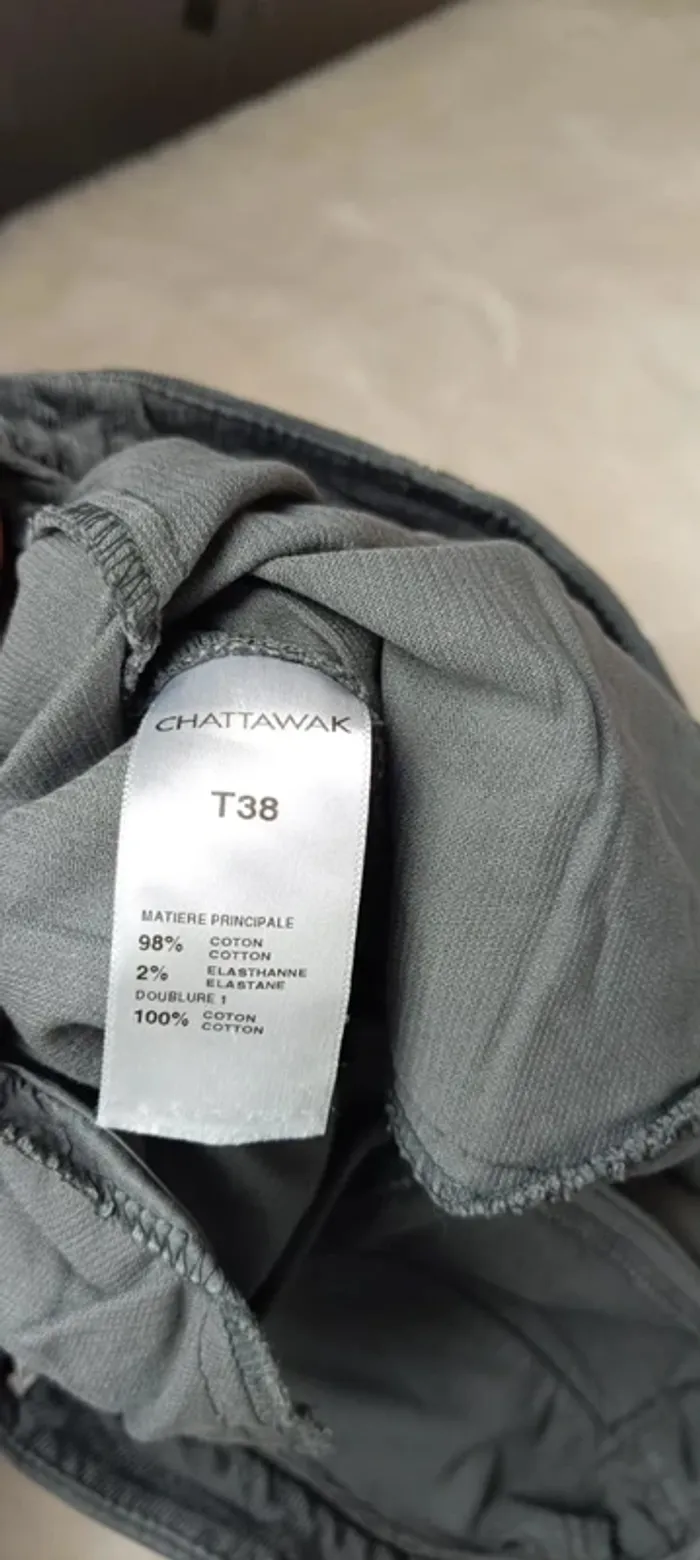 CHATTAWAK
T38
MATIERE PRINCIPALE
98% COTON
COTTON
2% ELASTHANNE
ELASTANE
DOUBLURE 1
100% COTON
COTTON